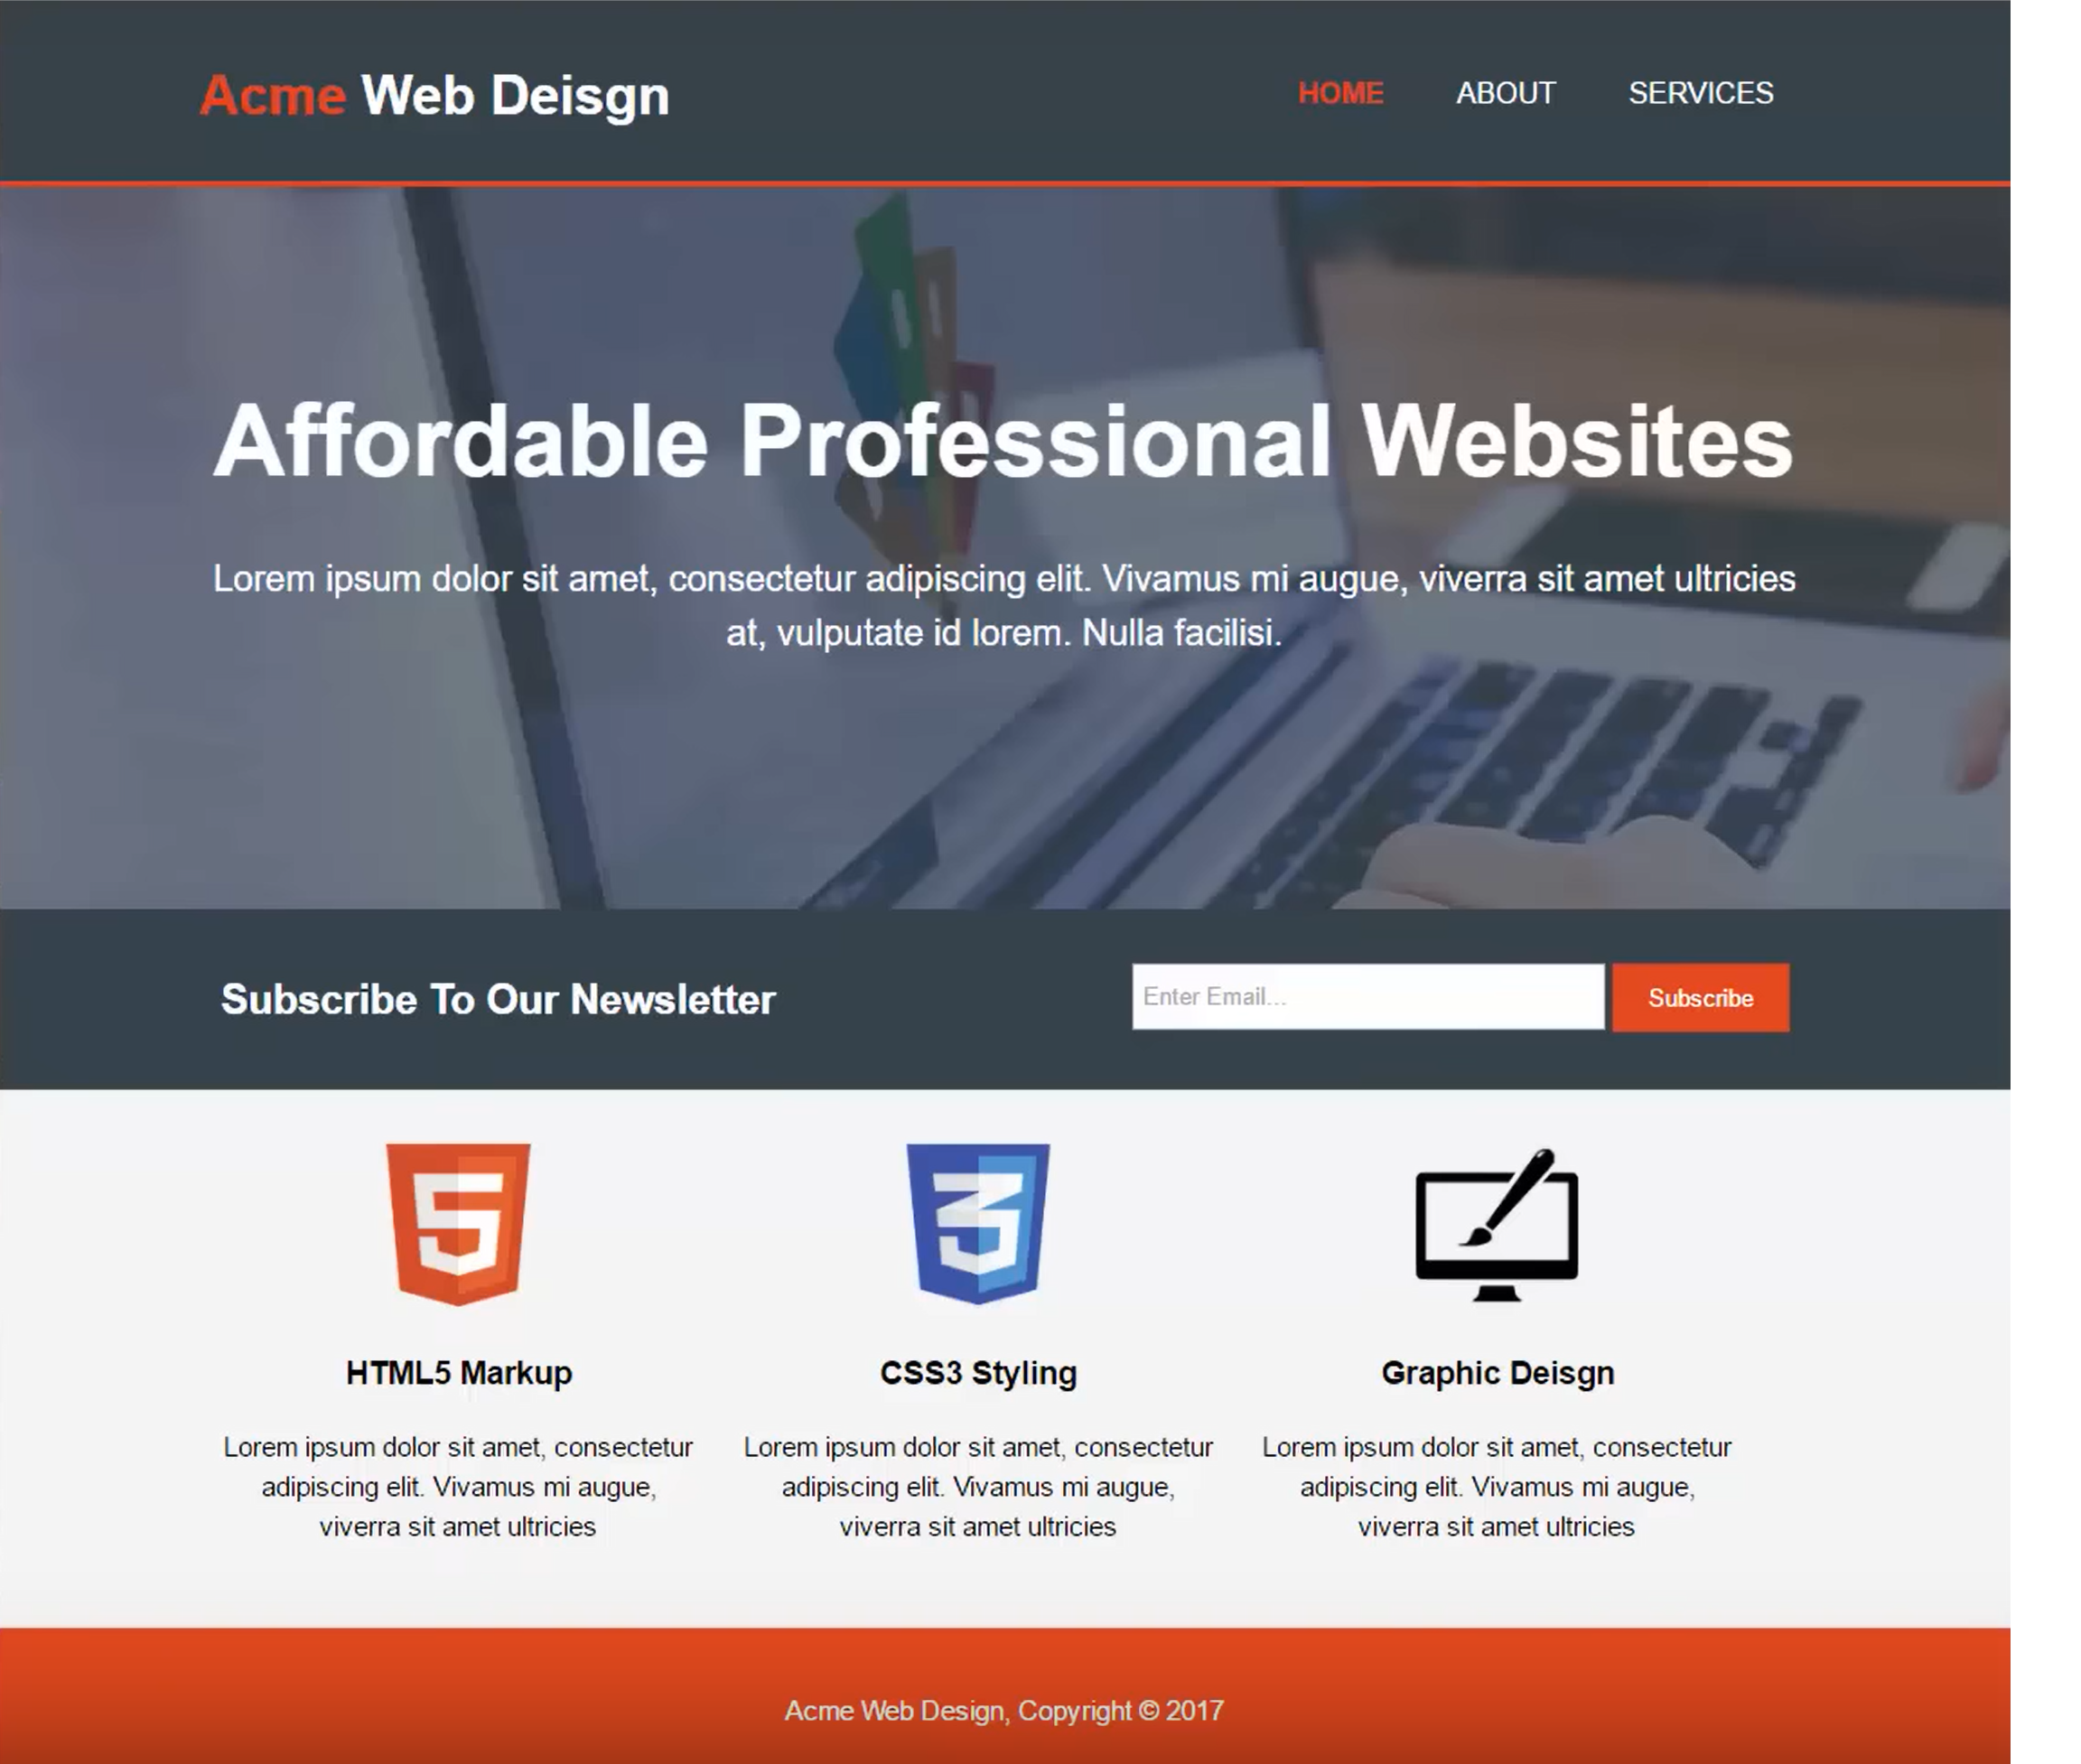 Acme Web Deisgn
HOME ABOUT SERVICES
Affordable Professional Websites
Lorem ipsum dolor sit amet, consectetur adipiscing elit. Vivamus mi augue, viverra sit amet ultricies
at, vulputate id lorem. Nulla facilisi.
Subscribe To Our Newsletter
Enter Email...
Subscribe
HTML5 Markup
Lorem ipsum dolor sit amet, consectetur
adipiscing elit. Vivamus mi augue,
viverra sit amet ultricies
CSS3 Styling
Lorem ipsum dolor sit amet, consectetur
adipiscing elit. Vivamus mi augue,
viverra sit amet ultricies
Graphic Deisgn
Lorem ipsum dolor sit amet, consectetur
adipiscing elit. Vivamus mi augue,
viverra sit amet ultricies
Acme Web Design, Copyright © 2017